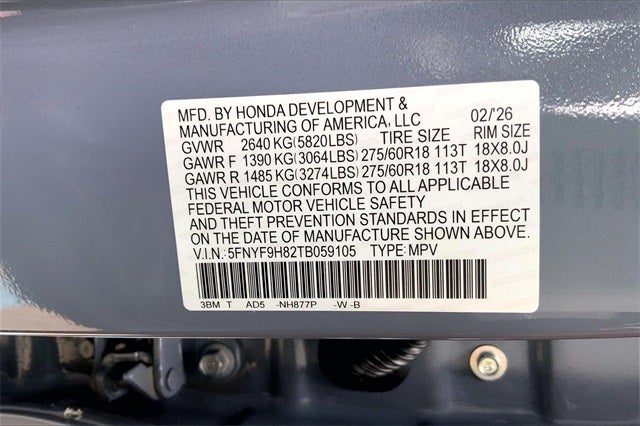 MFD. BY HONDA DEVELOPMENT &
MANUFACTURING OF AMERICA, LLC 02/'26
GVWR 2640 KG(5820LBS) TIRE SIZE RIM SIZE
GAWR F 1390 KG(3064LBS) 275/60R18 113T 18X8.0J
GAWR R 1485 KG(3274LBS) 275/60R18 113T 18X8.0J
THIS VEHICLE CONFORMS TO ALL APPLICABLE
FEDERAL MOTOR VEHICLE SAFETY
AND THEFT PREVENTION STANDARDS IN EFFECT
ON THE DATE OF MANUFACTURE SHOWN ABOVE.
V.I.N.: 5FNYF9H82TB059105 TYPE: MPV
3BM T AD5 -NH877P -W -B